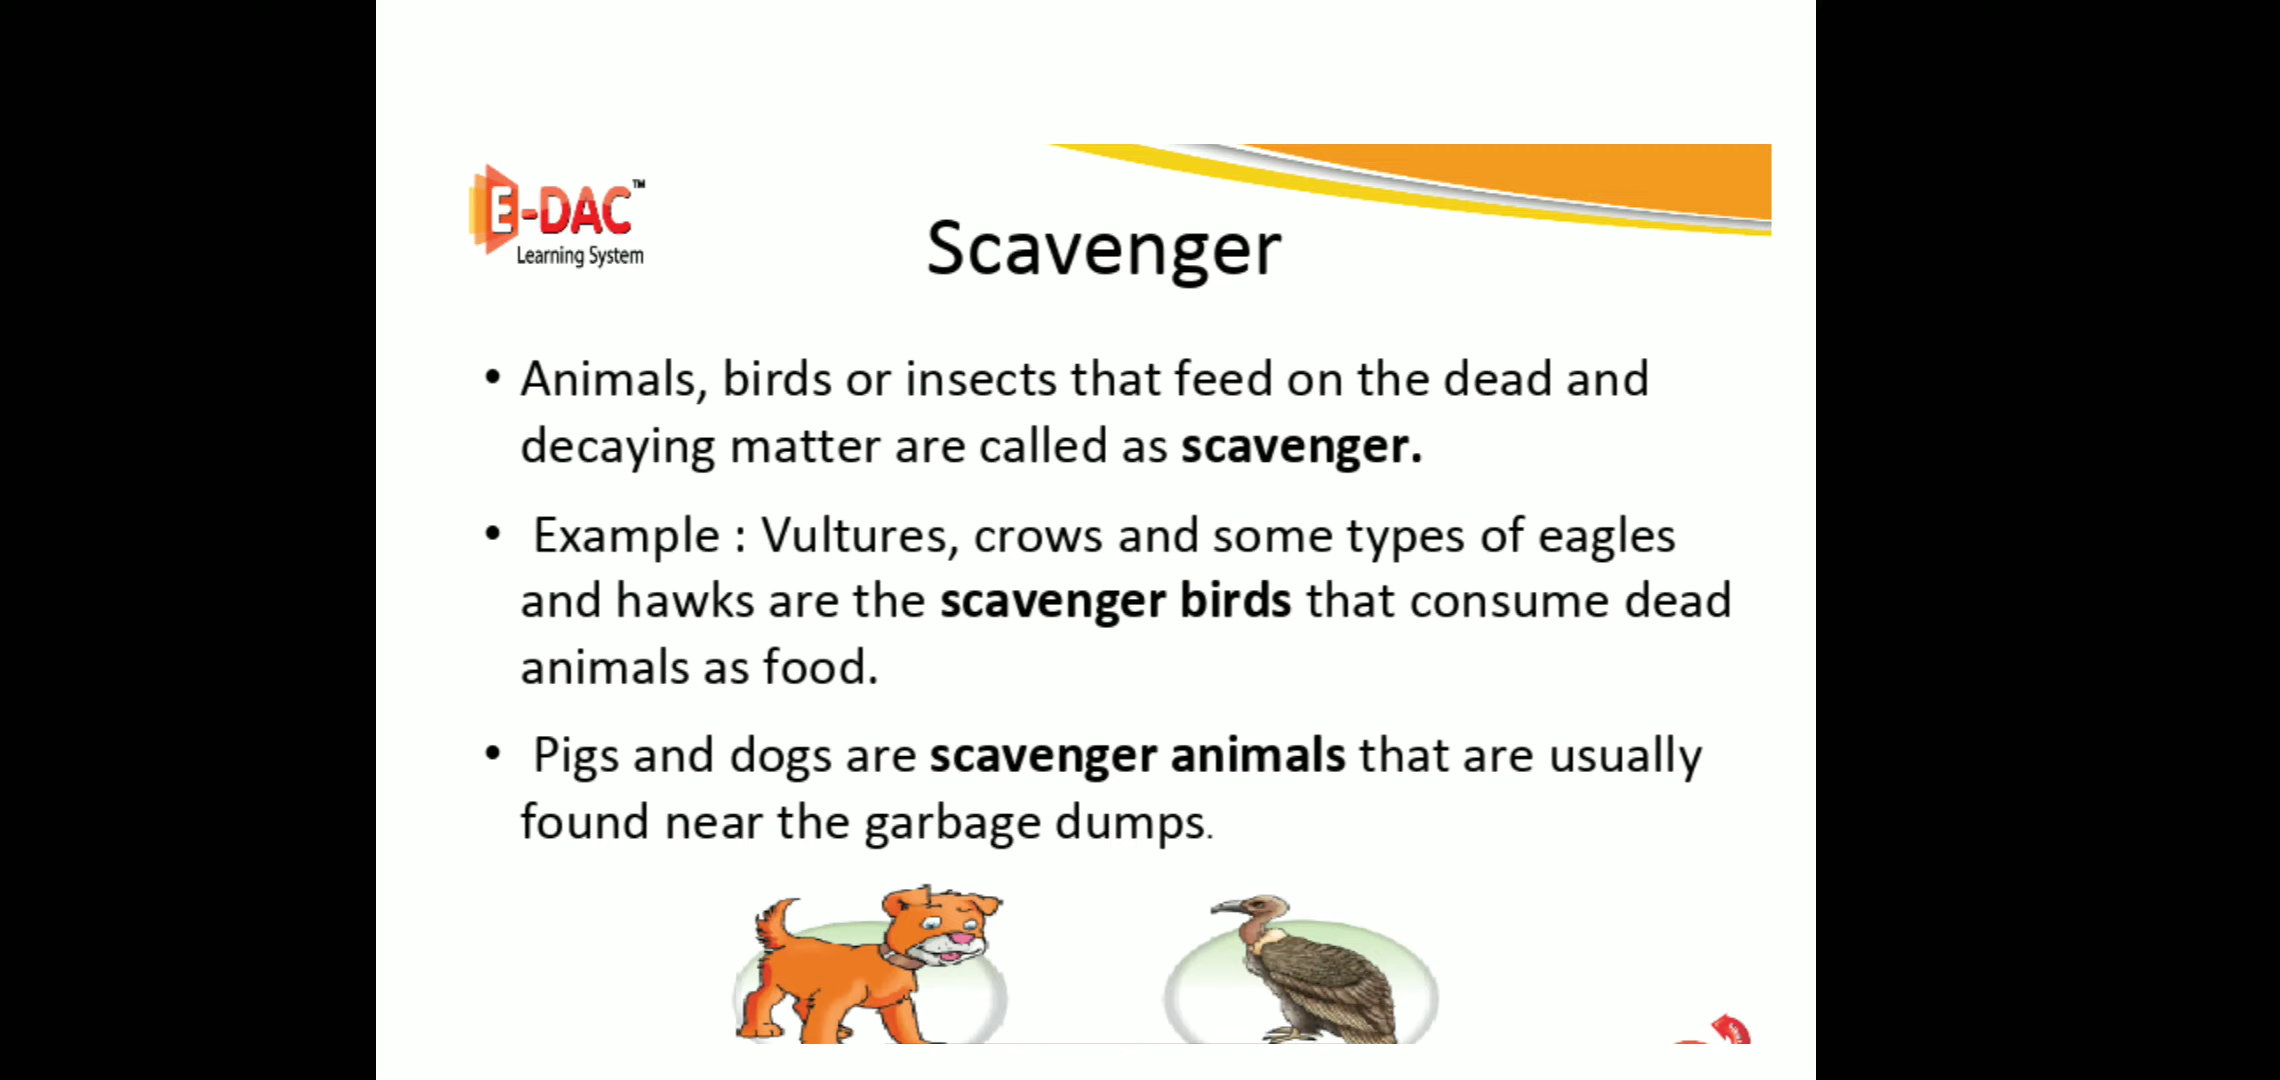 E-DAC™
Learning System
Scavenger
• Animals, birds or insects that feed on the dead and
decaying matter are called as scavenger.
• Example : Vultures, crows and some types of eagles
and hawks are the scavenger birds that consume dead
animals as food.
• Pigs and dogs are scavenger animals that are usually
found near the garbage dumps.